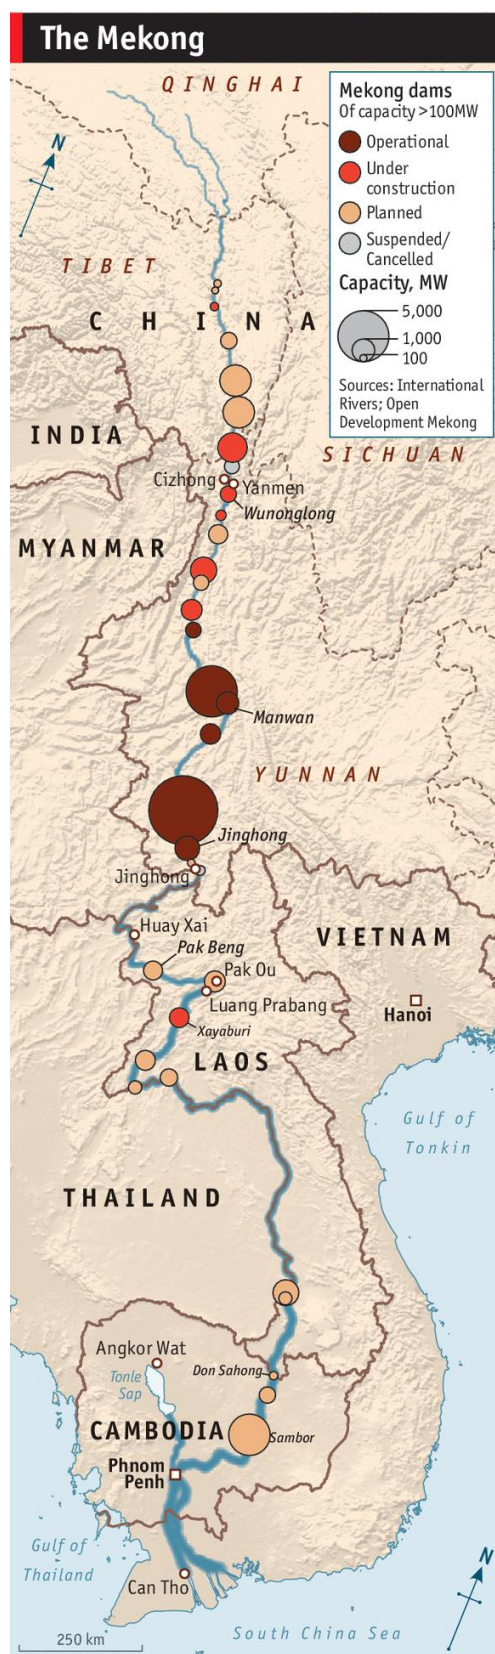 The Mekong
QINGHAI
Mekong dams
Of capacity >100MW
Operational
Under
construction
Planned
Suspended/
Cancelled
Capacity, MW
5,000
1,000
100
Sources: International
Rivers; Open
Development Mekong
N
TIBET
CHINA
INDIA
SICHUAN
Cizhong
Yanmen
Wunonglong
MYANMAR
Manwan
YUNNAN
Jinghong
Jinghong
Huay Xai
Pak Beng
VIETNAM
Pak Ou
Luang Prabang
Hanoi
Xayaburi
LAOS
Gulf of
Tonkin
THAILAND
Angkor Wat
Don Sahong
Tonle
Sap
CAMBODIA
Sambor
Phnom
Penh
Gulf of
Thailand
Can Tho
N
South China Sea
250 km